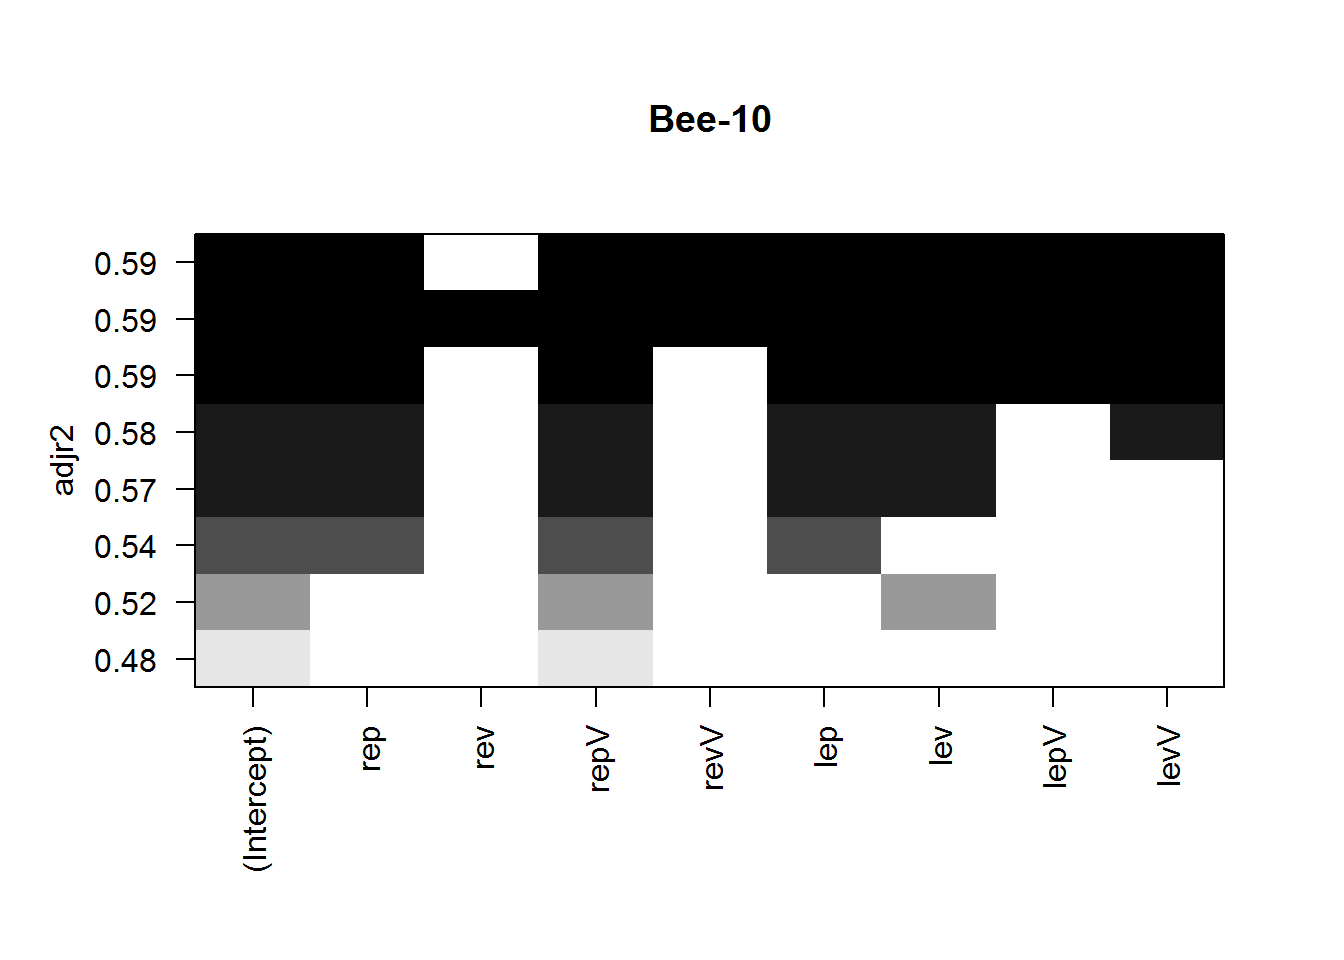 Bee-10
adjr2
0.59
0.59
0.59
0.58
0.57
0.54
0.52
0.48
(Intercept)
rep
rev
repV
revV
lep
lev
lepV
levV